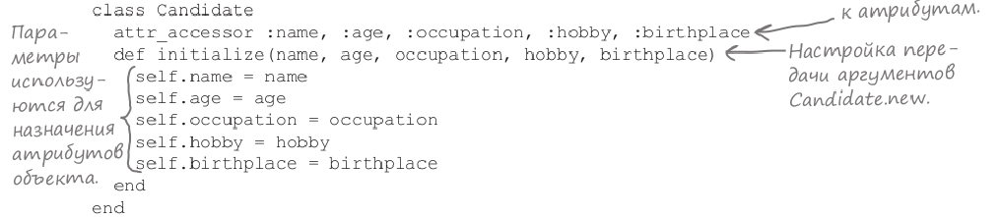 class Candidate
к атрибутам.
attr_accessor :name, :age, :occupation, :hobby, :birthplace
def initialize(name, age, occupation, hobby, birthplace)
Настройка пере-
дачи аргументов
Candidate.new.
Пара-
метры
использу-
ются для
назначения
атрибутов
объекта.
self.name = name
self.age = age
self.occupation = occupation
self.hobby = hobby
self.birthplace = birthplace
end
end